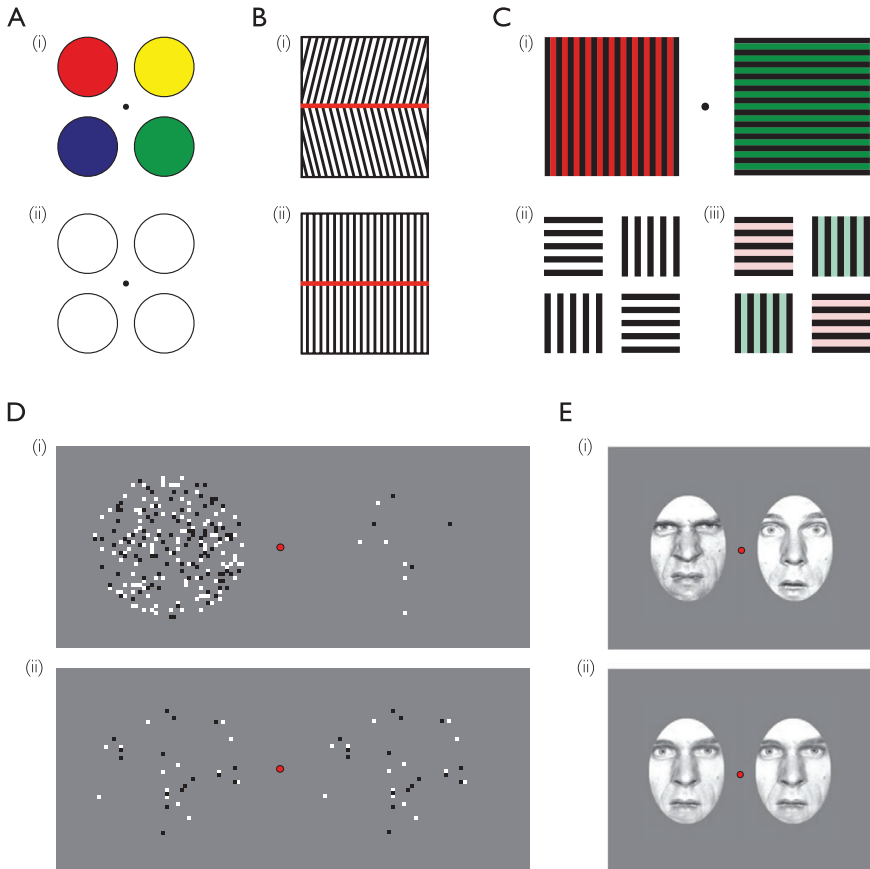 A B C
(i) (i) (i)
(ii) (ii) (ii) (iii)
D E
(i) (i)
(ii) (ii)